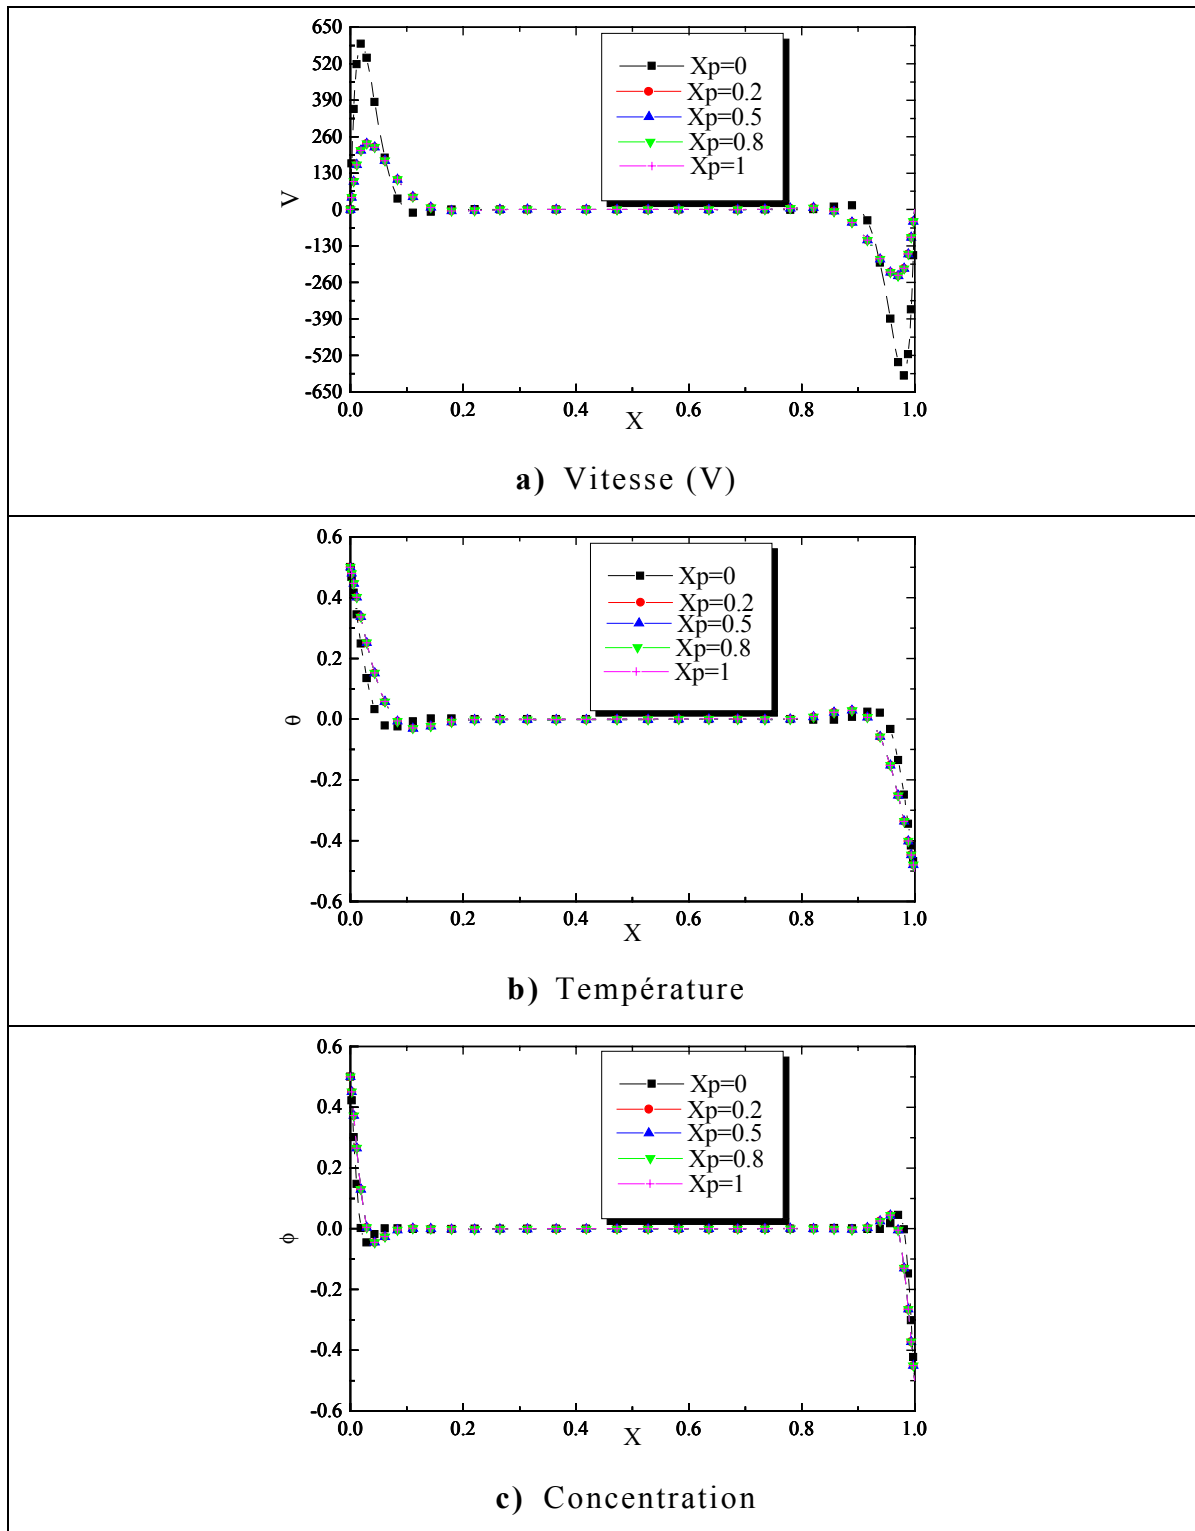 650
520
390
260
130
0
-130
-260
-390
-520
-650
V
Xp=0
Xp=0.2
Xp=0.5
Xp=0.8
Xp=1
0.0 0.2 0.4 0.6 0.8 1.0
X
a) Vitesse (V)
0.6
0.4
0.2
0.0
-0.2
-0.4
-0.6
θ
Xp=0
Xp=0.2
Xp=0.5
Xp=0.8
Xp=1
0.0 0.2 0.4 0.6 0.8 1.0
X
b) Température
0.6
0.4
0.2
0.0
-0.2
-0.4
-0.6
ϕ
Xp=0
Xp=0.2
Xp=0.5
Xp=0.8
Xp=1
0.0 0.2 0.4 0.6 0.8 1.0
X
c) Concentration